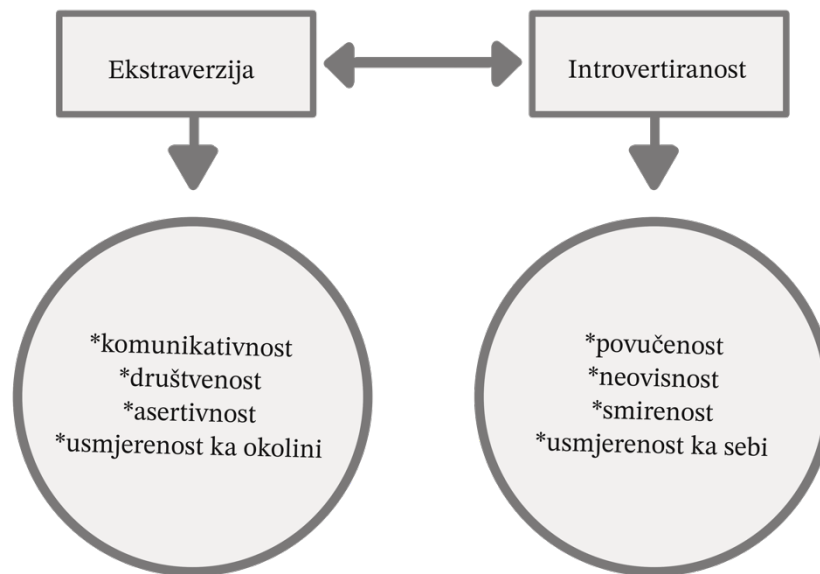 Ekstraverzija
Introvertiranost
*komunikativnost
*društvenost
*asertivnost
*usmjerenost ka okolini
*povučenost
*neovisnost
*smirenost
*usmjerenost ka sebi